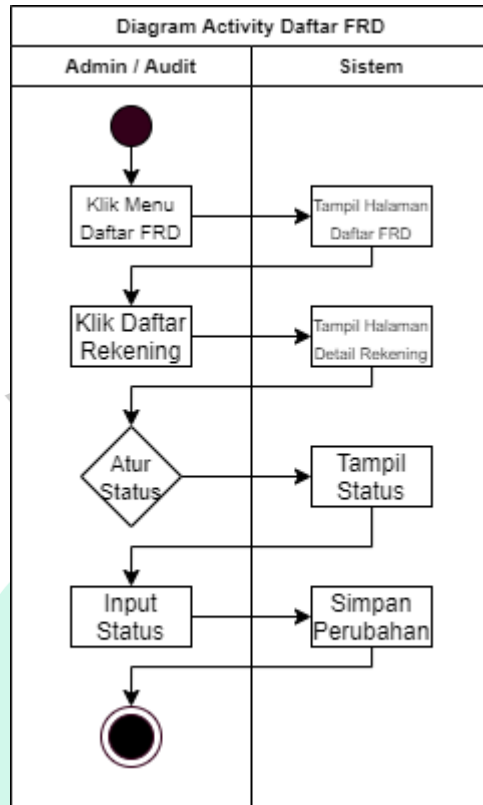 Diagram Activity Daftar FRD
Admin / Audit
Sistem
Klik Menu
Daftar FRD
Tampil Halaman
Daftar FRD
Klik Daftar
Rekening
Tampil Halaman
Detail Rekening
Atur
Status
Tampil
Status
Input
Status
Simpan
Perubahan